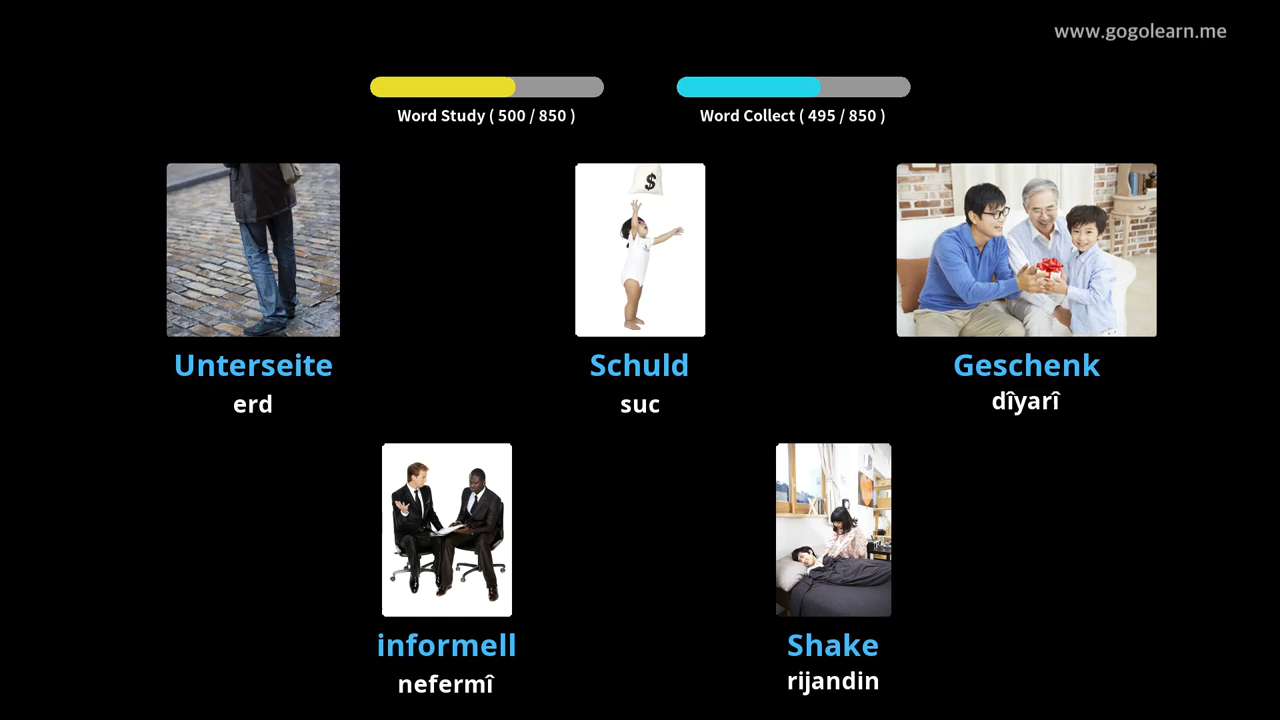 www.gogolearn.me
Word Study ( 500 / 850 )
Word Collect ( 495 / 850 )
$
Unterseite
erd
Schuld
suc
Geschenk
dîyarî
informell
nefermî
Shake
rijandin